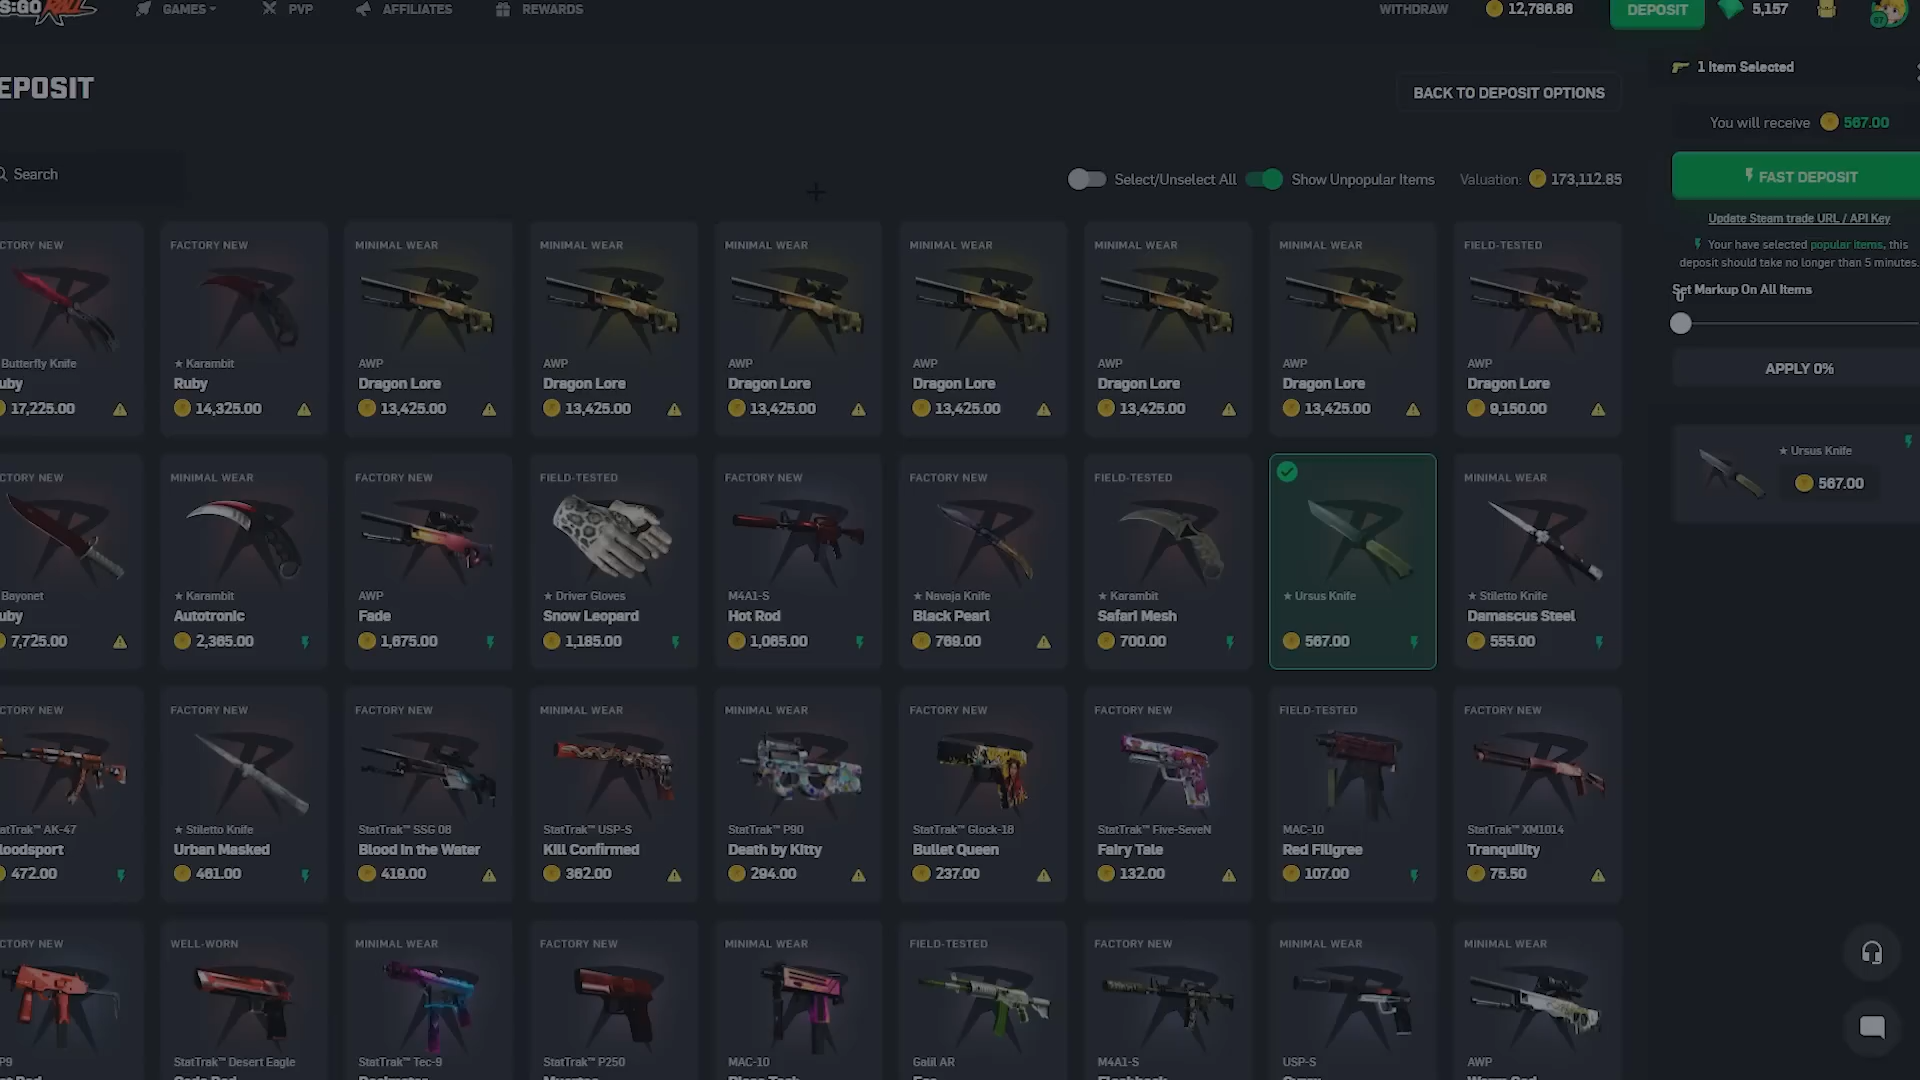 S:GO ROLL GAMES PVP AFFILIATES REWARDS WITHDRAW 12,786.86 DEPOSIT 5,157
87
EPOSIT
BACK TO DEPOSIT OPTIONS
1 Item Selected
You will receive 567.00
FAST DEPOSIT
Update Steam trade URL / API Key
Your have selected popular items, this
deposit should take no longer than 5 minutes.
Set Markup On All Items
0
APPLY 0%
★ Ursus Knife
567.00
Search
Select/Unselect All Show Unpopular Items Valuation: 173,112.85
CTORY NEW FACTORY NEW MINIMAL WEAR MINIMAL WEAR MINIMAL WEAR MINIMAL WEAR MINIMAL WEAR MINIMAL WEAR FIELD-TESTED
Butterfly Knife ★ Karambit AWP AWP AWP AWP AWP AWP AWP
uby Ruby Dragon Lore Dragon Lore Dragon Lore Dragon Lore Dragon Lore Dragon Lore Dragon Lore
17,225.00 14,325.00 13,425.00 13,425.00 13,425.00 13,425.00 13,425.00 13,425.00 9,150.00
CTORY NEW MINIMAL WEAR FACTORY NEW FIELD-TESTED FACTORY NEW FACTORY NEW FIELD-TESTED MINIMAL WEAR
Bayonet ★ Karambit AWP ★ Driver Gloves M4A1-S ★ Navaja Knife ★ Karambit ★ Ursus Knife ★ Stiletto Knife
uby Autotronic Fade Snow Leopard Hot Rod Black Pearl Safari Mesh Damascus Steel
7,725.00 2,365.00 1,675.00 1,185.00 1,065.00 769.00 700.00 567.00 555.00
CTORY NEW FACTORY NEW FACTORY NEW MINIMAL WEAR MINIMAL WEAR FACTORY NEW FACTORY NEW FIELD-TESTED FACTORY NEW
atTrak™ AK-47 ★ Stiletto Knife StatTrak™ SSG 08 StatTrak™ USP-S StatTrak™ P90 StatTrak™ Glock-18 StatTrak™ Five-SeveN MAC-10 StatTrak™ XM1014
loodsport Urban Masked Blood in the Water Kill Confirmed Death by Kitty Bullet Queen Fairy Tale Red Filigree Tranquility
472.00 461.00 419.00 362.00 294.00 237.00 132.00 107.00 75.50
CTORY NEW WELL-WORN MINIMAL WEAR FACTORY NEW MINIMAL WEAR FIELD-TESTED FACTORY NEW MINIMAL WEAR MINIMAL WEAR
P9 StatTrak™ Desert Eagle StatTrak™ Tec-9 StatTrak™ P250 MAC-10 Galil AR M4A1-S USP-S AWP